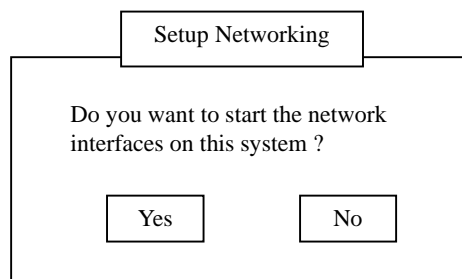 Setup Networking
Do you want to start the network
interfaces on this system ?
Yes
No